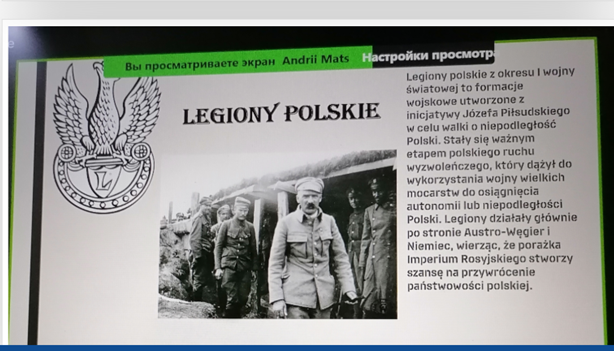 Вы просматриваете экран Andrii Mats Настройки просмотра
LEGIONY POLSKIE
L
Legiony polskie z okresu I wojny
światowej to formacje
wojskowe utworzone z
inicjatywy Józefa Piłsudskiego
w celu walki o niepodległość
Polski. Stały się ważnym
etapem polskiego ruchu
wyzwoleńczego, który dążył do
wykorzystania wojny wielkich
mocarstw do osiągnięcia
autonomii lub niepodległości
Polski. Legiony działały głównie
po stronie Austro-Węgier i
Niemiec, wierząc, że porażka
Imperium Rosyjskiego stworzy
szansę na przywrócenie
państwowości polskiej.